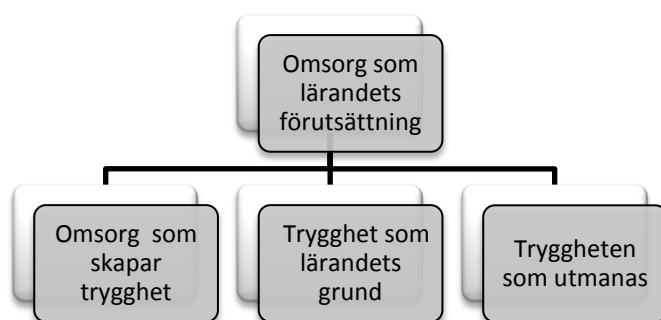 Omsorg som
lärandets
förutsättning
Omsorg som
skapar
trygghet
Trygghet som
lärandets
grund
Tryggheten
som utmanas